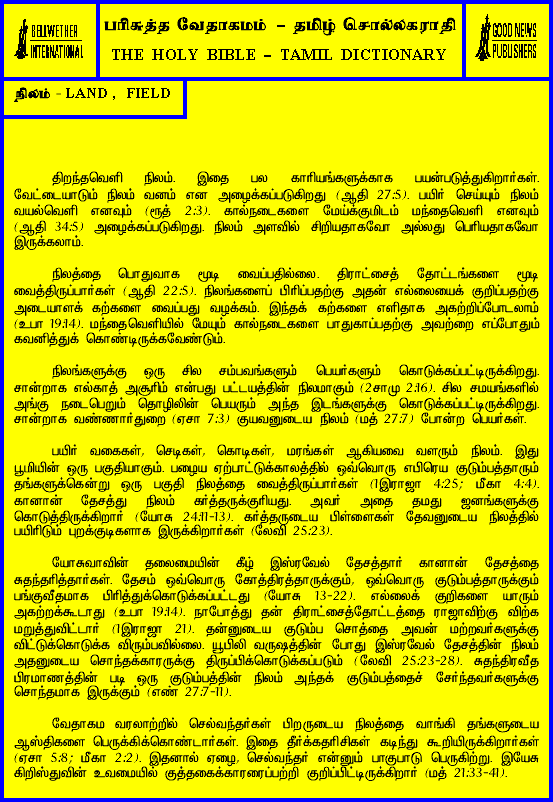 BELLWETHER
INTERNATIONAL
பரிசுத்த வேதாகமம் - தமிழ் சொல்லகராதி
THE HOLY BIBLE - TAMIL DICTIONARY
GOOD NEWS
PUBLISHERS
நிலம் - LAND , FIELD
திறந்தவெளி நிலம். இதை பல காரியங்களுக்காக பயன்படுத்துகிறார்கள்.
வேட்டையாடும் நிலம் வனம் என அழைக்கப்படுகிறது (ஆதி 27:5). பயிர் செய்யும் நிலம்
வயல்வெளி எனவும் (ரூத் 2:3). கால்நடைகளை மேய்க்குமிடம் மந்தைவெளி எனவும்
(ஆதி 34:5) அழைக்கப்படுகிறது. நிலம் அளவில் சிறியதாகவோ அல்லது பெரியதாகவோ
இருக்கலாம்.
நிலத்தை பொதுவாக மூடி வைப்பதில்லை. திராட்சைத் தோட்டங்களை மூடி
வைத்திருப்பார்கள் (ஆதி 22:5). நிலங்களைப் பிரிப்பதற்கு அதன் எல்லையைக் குறிப்பதற்கு
அடையாளக் கற்களை வைப்பது வழக்கம். இந்தக் கற்களை எளிதாக அகற்றிப்போடலாம்
(உபா 19:14). மந்தைவெளியில் மேயும் கால்நடைகளை பாதுகாப்பதற்கு அவற்றை எப்போதும்
கவனித்துக் கொண்டிருக்கவேண்டும்.
நிலங்களுக்கு ஒரு சில சம்பவங்களும் பெயர்களும் கொடுக்கப்பட்டிருக்கிறது.
சான்றாக எல்காத் அசூரிம் என்பது பட்டயத்தின் நிலமாகும் (2சாமு 2:16). சில சமயங்களில்
அங்கு நடைபெறும் தொழிலின் பெயரும் அந்த இடங்களுக்கு கொடுக்கப்பட்டிருக்கிறது.
சான்றாக வண்ணார்துறை (ஏசா 7:3) குயவனுடைய நிலம் (மத் 27:7) போன்ற பெயர்கள்.
பயிர் வகைகள், செடிகள், கொடிகள், மரங்கள் ஆகியவை வளரும் நிலம். இது
பூமியின் ஒரு பகுதியாகும். பழைய ஏற்பாட்டுக்காலத்தில் ஒவ்வொரு எபிரெய குடும்பத்தாரும்
தங்களுக்கென்று ஒரு பகுதி நிலத்தை வைத்திருப்பார்கள் (1இராஜா 4:25; மீகா 4:4).
கானான் தேசத்து நிலம் கர்த்தருக்குரியது. அவர் அதை தமது ஜனங்களுக்கு
கொடுத்திருக்கிறார் (யோசு 24:11-13). கர்த்தருடைய பிள்ளைகள் தேவனுடைய நிலத்தில்
பயிரிடும் புறக்குடிகளாக இருக்கிறார்கள் (லேவி 25:23).
யோசுவாவின் தலைமையின் கீழ் இஸ்ரவேல் தேசத்தார் கானான் தேசத்தை
சுதந்தரித்தார்கள். தேசம் ஒவ்வொரு கோத்திரத்தாருக்கும், ஒவ்வொரு குடும்பத்தாருக்கும்
பங்குவீதமாக பிரித்துக்கொடுக்கப்பட்டது (யோசு 13-22). எல்லைக் குறிகளை யாரும்
அகற்றக்கூடாது (உபா 19:14). நாபோத்து தன் திராட்சைத்தோட்டத்தை ராஜாவிற்கு விற்க
மறுத்துவிட்டார் (1இராஜா 21). தன்னுடைய குடும்ப சொத்தை அவன் மற்றவர்களுக்கு
விட்டுக்கொடுக்க விரும்பவில்லை. யூபிலி வருஷத்தின் போது இஸ்ரவேல் தேசத்தின் நிலம்
அதனுடைய சொந்தக்காரருக்கு திருப்பிக்கொடுக்கப்படும் (லேவி 25:23-28). சுதந்திரவீத
பிரமாணத்தின் படி ஒரு குடும்பத்தின் நிலம் அந்தக் குடும்பத்தைச் சேர்ந்தவர்களுக்கு
சொந்தமாக இருக்கும் (எண் 27:7-11).
வேதாகம வரலாற்றில் செல்வந்தர்கள் பிறருடைய நிலத்தை வாங்கி தங்களுடைய
ஆஸ்திகளை பெருக்கிக்கொண்டார்கள். இதை தீர்க்கதரிசிகள் கடிந்து கூறியிருக்கிறார்கள்
(ஏசா 5:8; மீகா 2:2). இதனால் ஏழை, செல்வந்தர் என்னும் பாகுபாடு பெருகிற்று. இயேசு
கிறிஸ்துவின் உவமையில் குத்தகைக்காரரைப்பற்றி குறிப்பிட்டிருக்கிறார் (மத் 21:33-41).